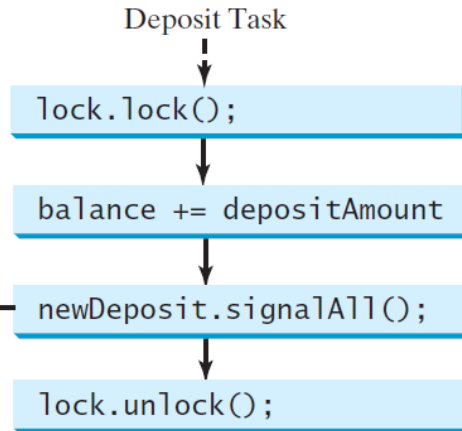 Deposit Task
lock.lock();
balance += depositAmount
newDeposit.signalAll();
lock.unlock();